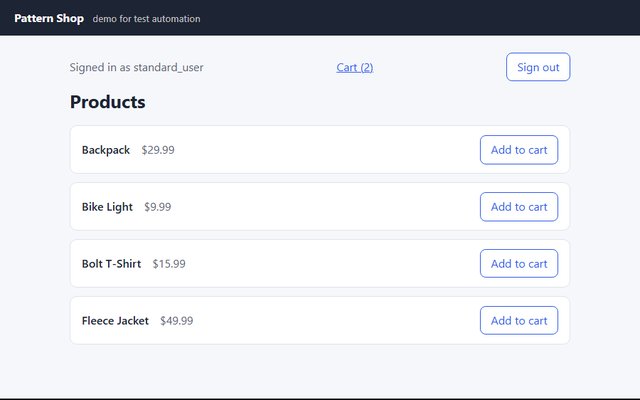 Pattern Shop demo for test automation
Signed in as standard_user Cart (2) Sign out
Products
Backpack $29.99 Add to cart
Bike Light $9.99 Add to cart
Bolt T-Shirt $15.99 Add to cart
Fleece Jacket $49.99 Add to cart